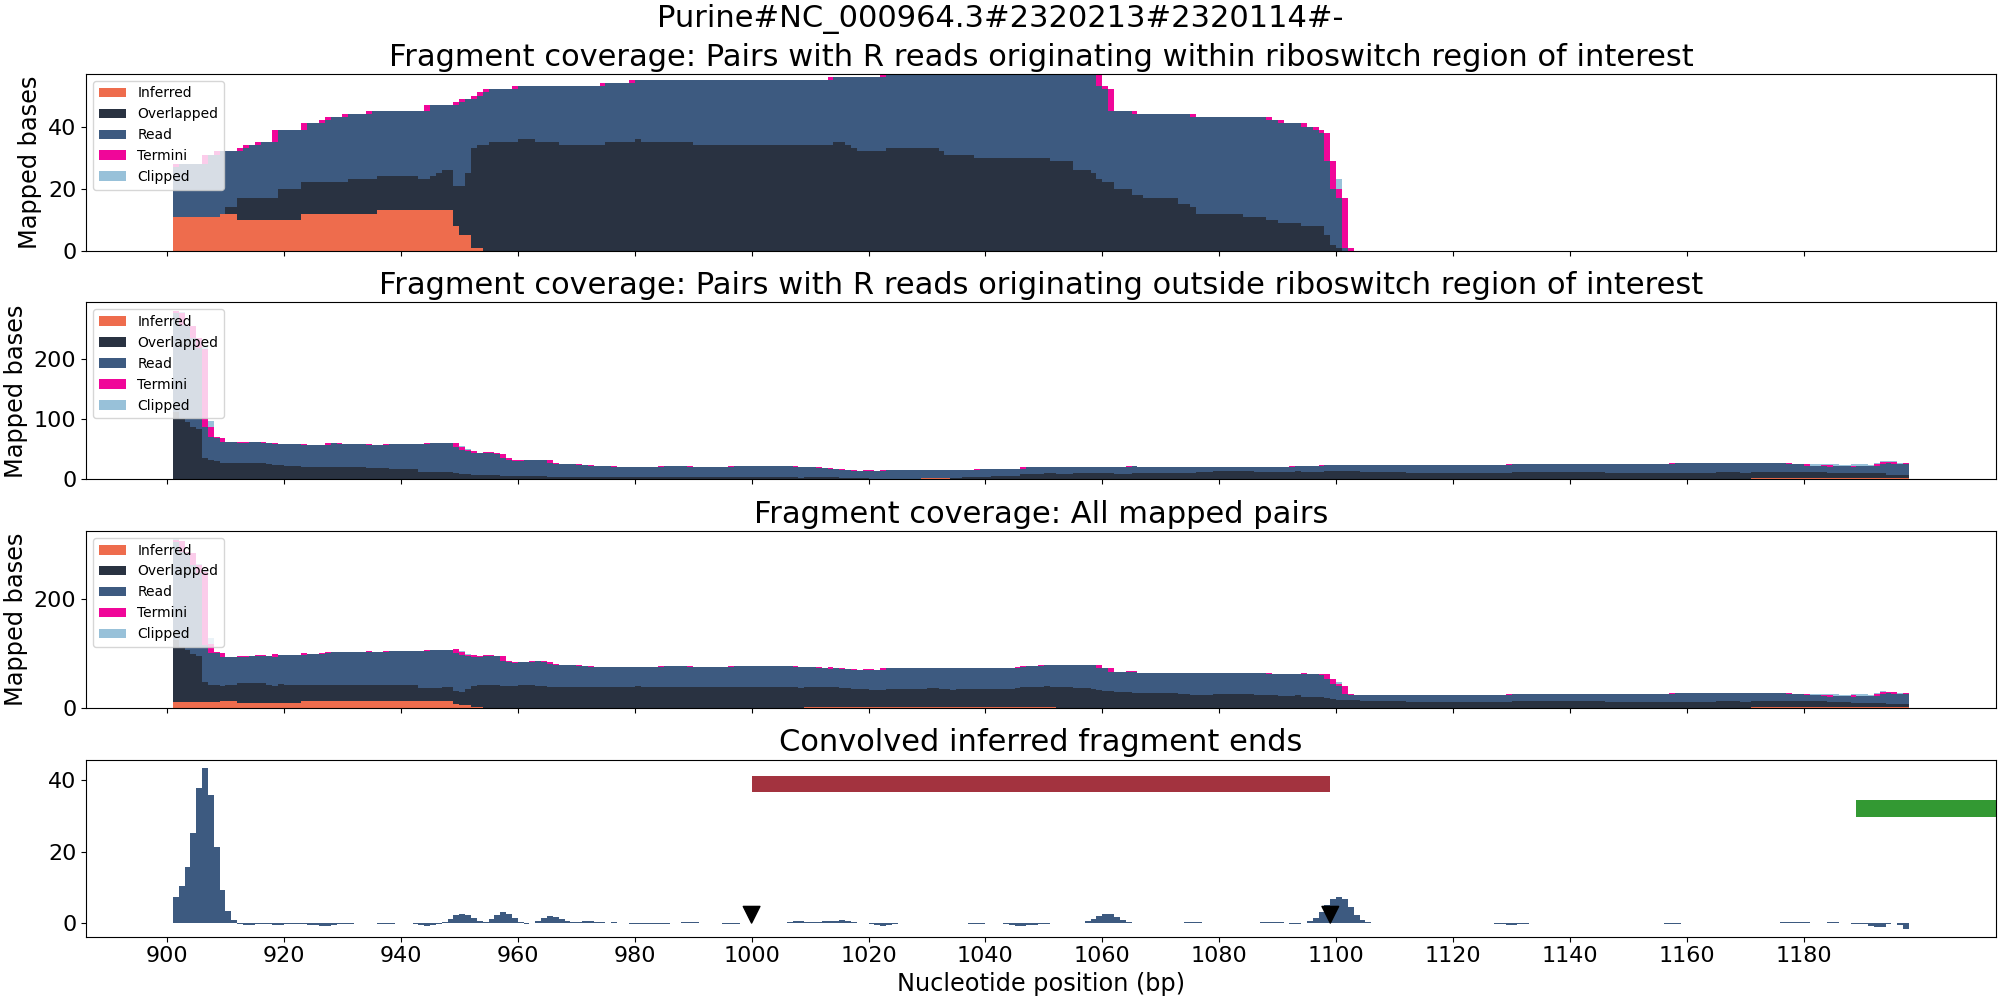 Purine#NC_000964.3#2320213#2320114#-
Fragment coverage: Pairs with R reads originating within riboswitch region of interest
Mapped bases
40
20
0
Inferred
Overlapped
Read
Termini
Clipped
Fragment coverage: Pairs with R reads originating outside riboswitch region of interest
Mapped bases
200
100
0
Inferred
Overlapped
Read
Termini
Clipped
Fragment coverage: All mapped pairs
Mapped bases
200
0
Inferred
Overlapped
Read
Termini
Clipped
Convolved inferred fragment ends
40
20
0
900 920 940 960 980 1000 1020 1040 1060 1080 1100 1120 1140 1160 1180
Nucleotide position (bp)